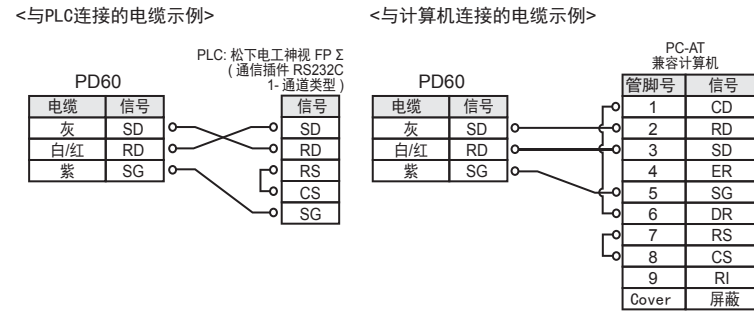 <与PLC连接的电缆示例>
PLC: 松下电工神视 FP Σ
( 通信插件 RS232C
1- 通道类型 )
PD60
电缆 信号
灰 SD
白/红 RD
紫 SG
信号
SD
RD
RS
CS
SG
<与计算机连接的电缆示例>
PC-AT
兼容计算机
PD60
电缆 信号
灰 SD
白/红 RD
紫 SG
管脚号 信号
1 CD
2 RD
3 SD
4 ER
5 SG
6 DR
7 RS
8 CS
9 RI
Cover 屏蔽